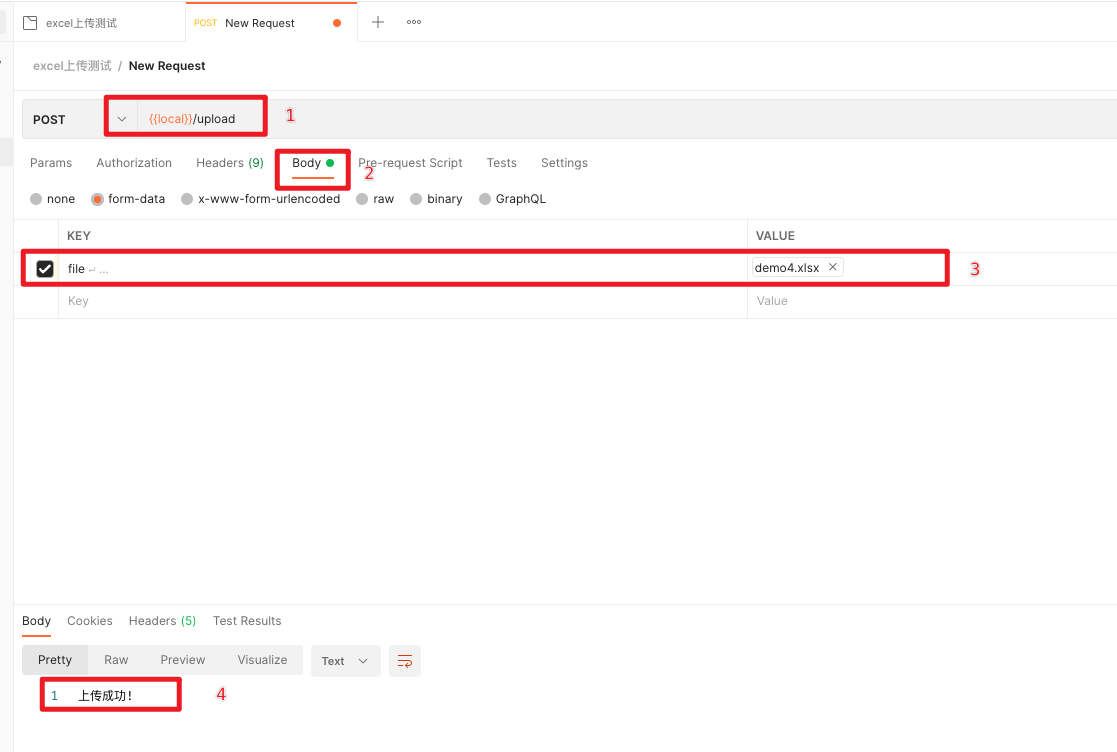 excel上传测试 POST New Request
excel上传测试 / New Request
POST {{local}}/upload 1
Params Authorization Headers (9) Body Pre-request Script Tests Settings
2
none form-data x-www-form-urlencoded raw binary GraphQL
KEY VALUE
file ↵ ... demo4.xlsx 3
Key Value
Body Cookies Headers (5) Test Results
Pretty Raw Preview Visualize Text
1 上传成功! 4